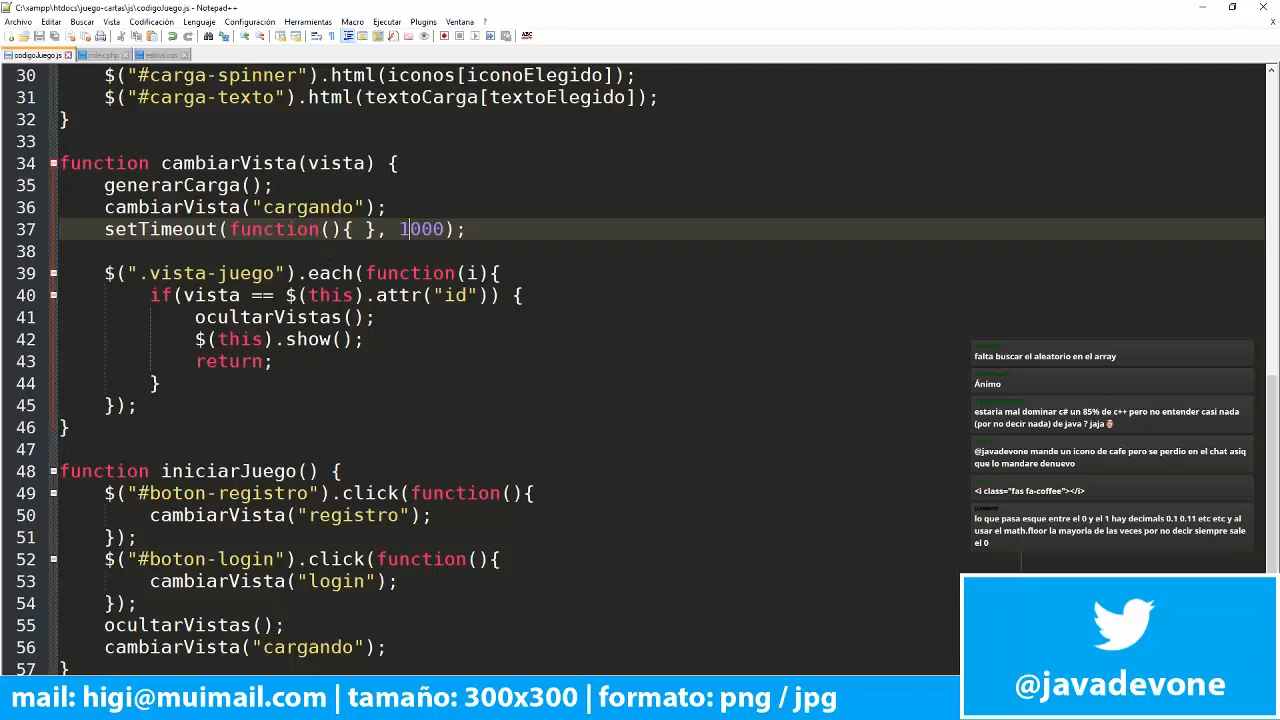 C:\xampp\htdocs\juego-cartas\js\codigoJuego.js - Notepad++
Archivo Editar Buscar Vista Codificación Lenguaje Configuración Herramientas Macro Ejecutar Plugins Ventana ?
codigoJuego.js index.php estilos.css
30 $("#carga-spinner").html(iconos[iconoElegido]);
31 $("#carga-texto").html(textoCarga[textoElegido]);
32 }
33
34 function cambiarVista(vista) {
35 generarCarga();
36 cambiarVista("cargando");
37 setTimeout(function(){ }, 1000);
38
39 $(".vista-juego").each(function(i){
40 if(vista == $(this).attr("id")) {
41 ocultarVistas();
42 $(this).show();
43 return;
44 }
45 });
46 }
47
48 function iniciarJuego() {
49 $("#boton-registro").click(function(){
50 cambiarVista("registro");
51 });
52 $("#boton-login").click(function(){
53 cambiarVista("login");
54 });
55 ocultarVistas();
56 cambiarVista("cargando");
57 }
falta buscar el aleatorio en el array
Ánimo
estaria mal dominar c# un 85% de c++ pero no entender casi nada
(por no decir nada) de java ? jaja
@javadevone mande un icono de cafe pero se perdio en el chat asiq
que lo mandare denuevo
<i class="fas fa-coffee"></i>
lo que pasa esque entre el 0 y el 1 hay decimals 0.1 0.11 etc etc y al
usar el math.floor la mayoria de las veces por no decir siempre sale
el 0
mail: higi@muimail.com | tamaño: 300x300 | formato: png / jpg
@javadevone